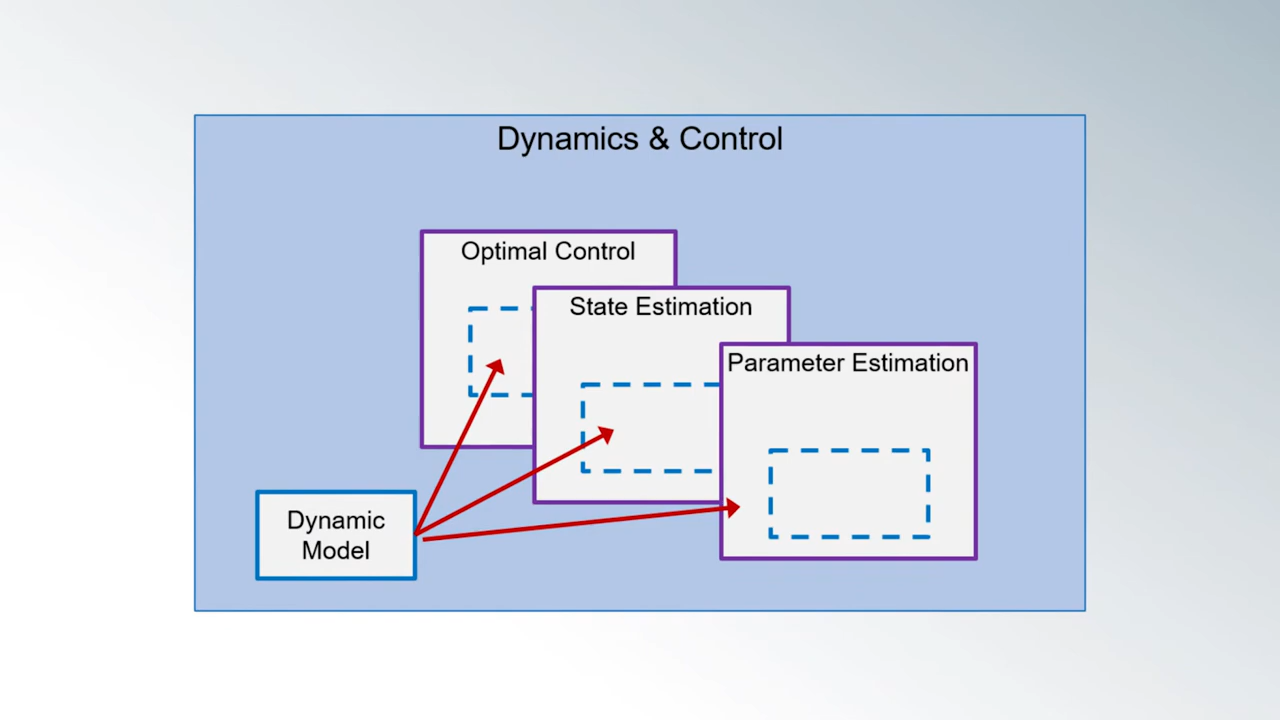 Dynamics & Control
Optimal Control
State Estimation
Parameter Estimation
Dynamic
Model